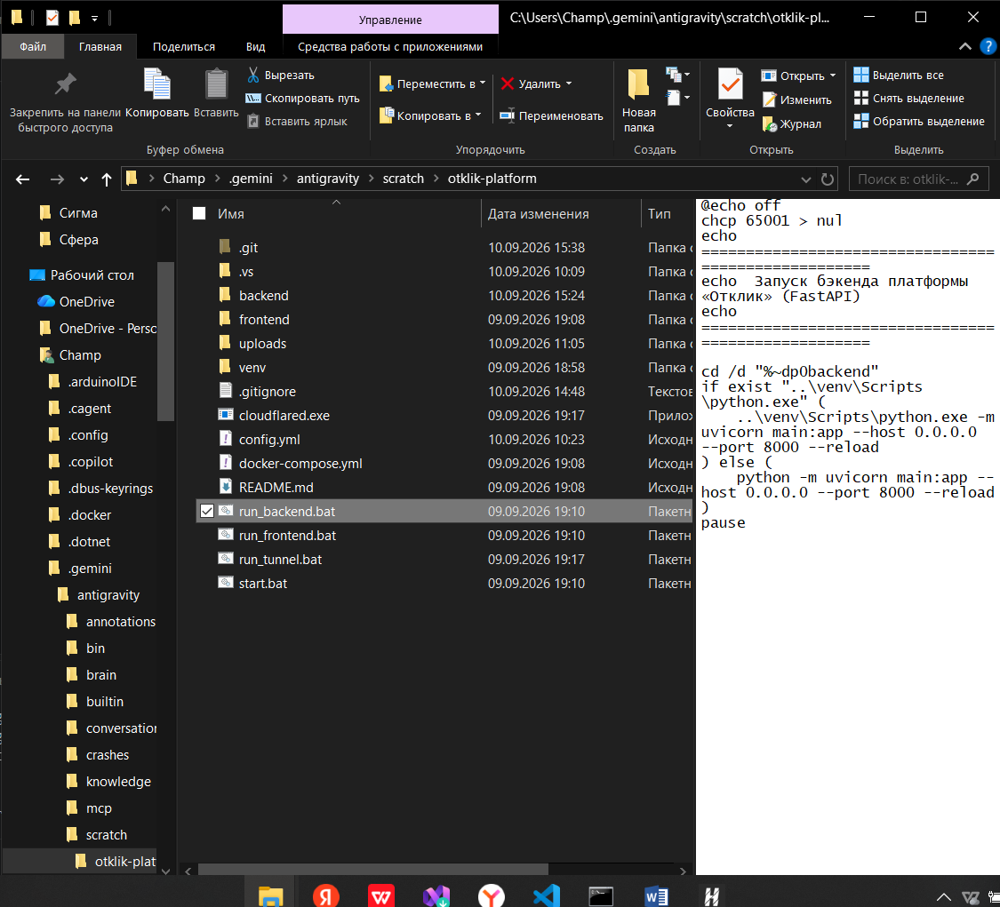 Управление
C:\Users\Champ\.gemini\antigravity\scratch\otklik-pl...
Файл
Главная
Поделиться
Вид
Средства работы с приложениями
Закрепить на панели
быстрого доступа
Копировать
Вставить
Вырезать
Скопировать путь
Вставить ярлык
Буфер обмена
Переместить в
Копировать в
Удалить
Переименовать
Упорядочить
Новая
папка
Создать
Свойства
Открыть
Изменить
Журнал
Открыть
Выделить все
Снять выделение
Обратить выделение
Выделить
Champ
.gemini
antigravity
scratch
otklik-platform
Поиск в: otklik-...
Сигма
Сфера
Рабочий стол
OneDrive
OneDrive - Perso
Champ
.arduinoIDE
.cagent
.config
.copilot
.dbus-keyrings
.docker
.dotnet
.gemini
antigravity
annotations
bin
brain
builtin
conversation
crashes
knowledge
mcp
scratch
otklik-plat
Имя Дата изменения Тип
.git 10.09.2026 15:38 Папка с
.vs 10.09.2026 10:09 Папка с
backend 10.09.2026 15:24 Папка с
frontend 09.09.2026 19:08 Папка с
uploads 10.09.2026 11:05 Папка с
venv 09.09.2026 18:58 Папка с
.gitignore 10.09.2026 14:48 Текстов
cloudflared.exe 09.09.2026 19:17 Прилож
config.yml 10.09.2026 10:23 Исходн
docker-compose.yml 09.09.2026 19:08 Исходн
README.md 09.09.2026 19:08 Исходн
run_backend.bat 09.09.2026 19:10 Пакетн
run_frontend.bat 09.09.2026 19:10 Пакетн
run_tunnel.bat 09.09.2026 19:17 Пакетн
start.bat 09.09.2026 19:10 Пакетн
@echo off
chcp 65001 > nul
echo
=================================
===================
echo  Запуск бэкенда платформы
«Отклик» (FastAPI)
echo
=================================
===================
cd /d "%~dp0backend"
if exist "..\venv\Scripts
\python.exe" (
    ..\venv\Scripts\python.exe -m
uvicorn main:app --host 0.0.0.0
--port 8000 --reload
) else (
    python -m uvicorn main:app --
host 0.0.0.0 --port 8000 --reload
)
pause